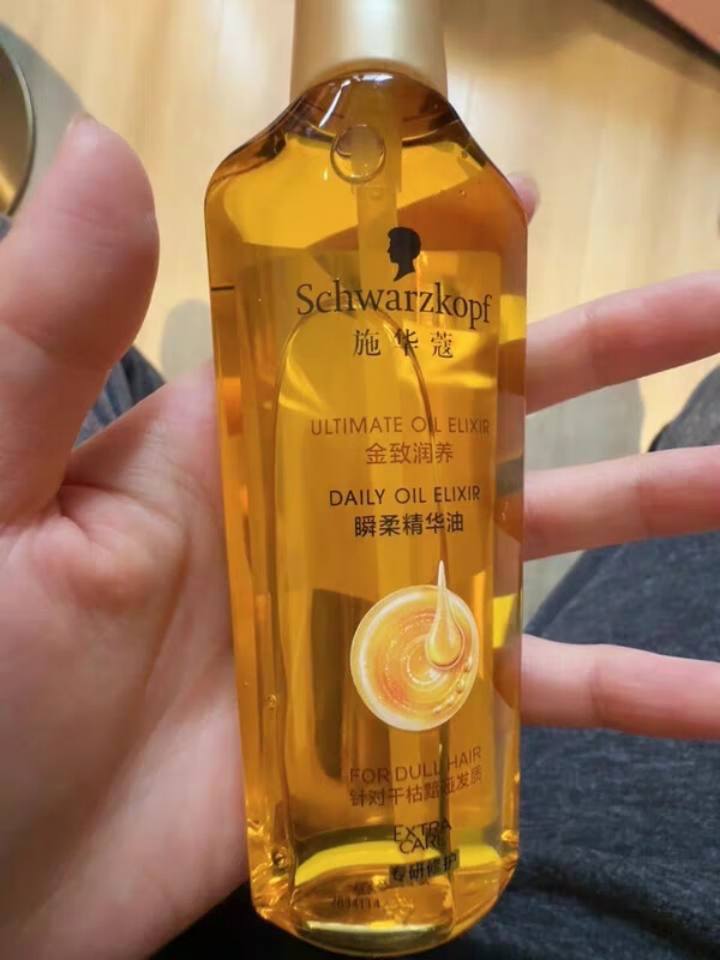 Schwarzkopf
施华蔻
ULTIMATE OIL ELIXIR
金致润养
DAILY OIL ELIXIR
瞬柔精华油
FOR DULL HAIR
针对干枯黯哑发质
EXTRA
CARE
专研修护